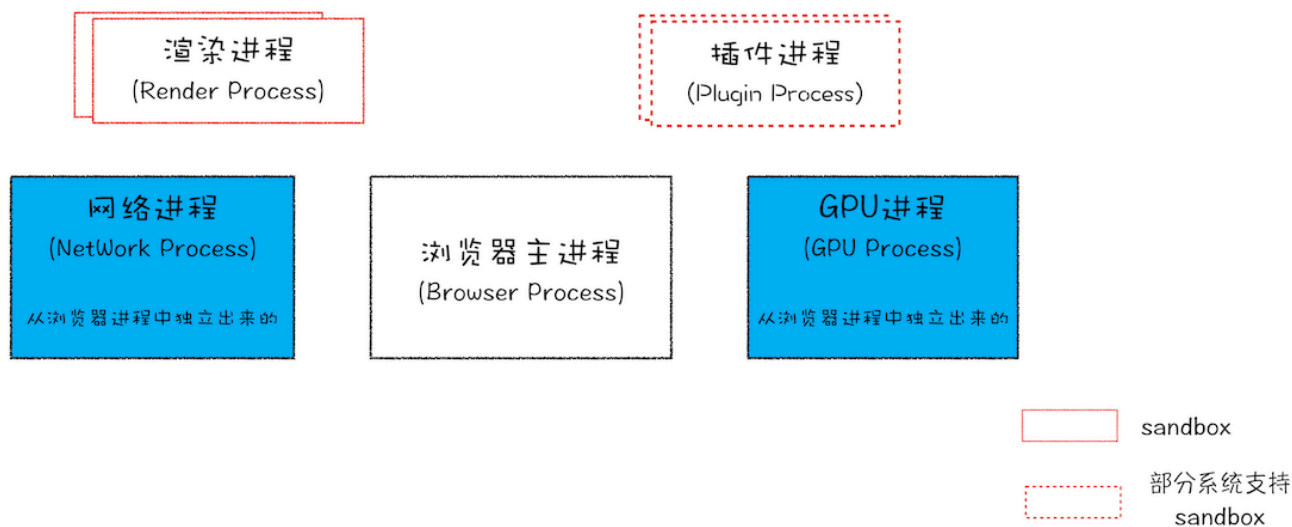 渲染进程
(Render Process)
插件进程
(Plugin Process)
网络进程
(NetWork Process)
从浏览器进程中独立出来的
浏览器主进程
(Browser Process)
GPU进程
(GPU Process)
从浏览器进程中独立出来的
sandbox
部分系统支持
sandbox